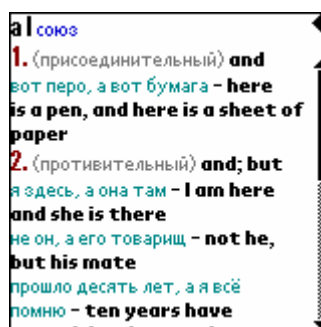 а I союз
1. (присоединительный) and
вот перо, а вот бумага – here
is a pen, and here is a sheet of
paper
2. (противительный) and; but
я здесь, а она там – I am here
and she is there
не он, а его товарищ – not he,
but his mate
прошло десять лет, а я всё
помню – ten years have